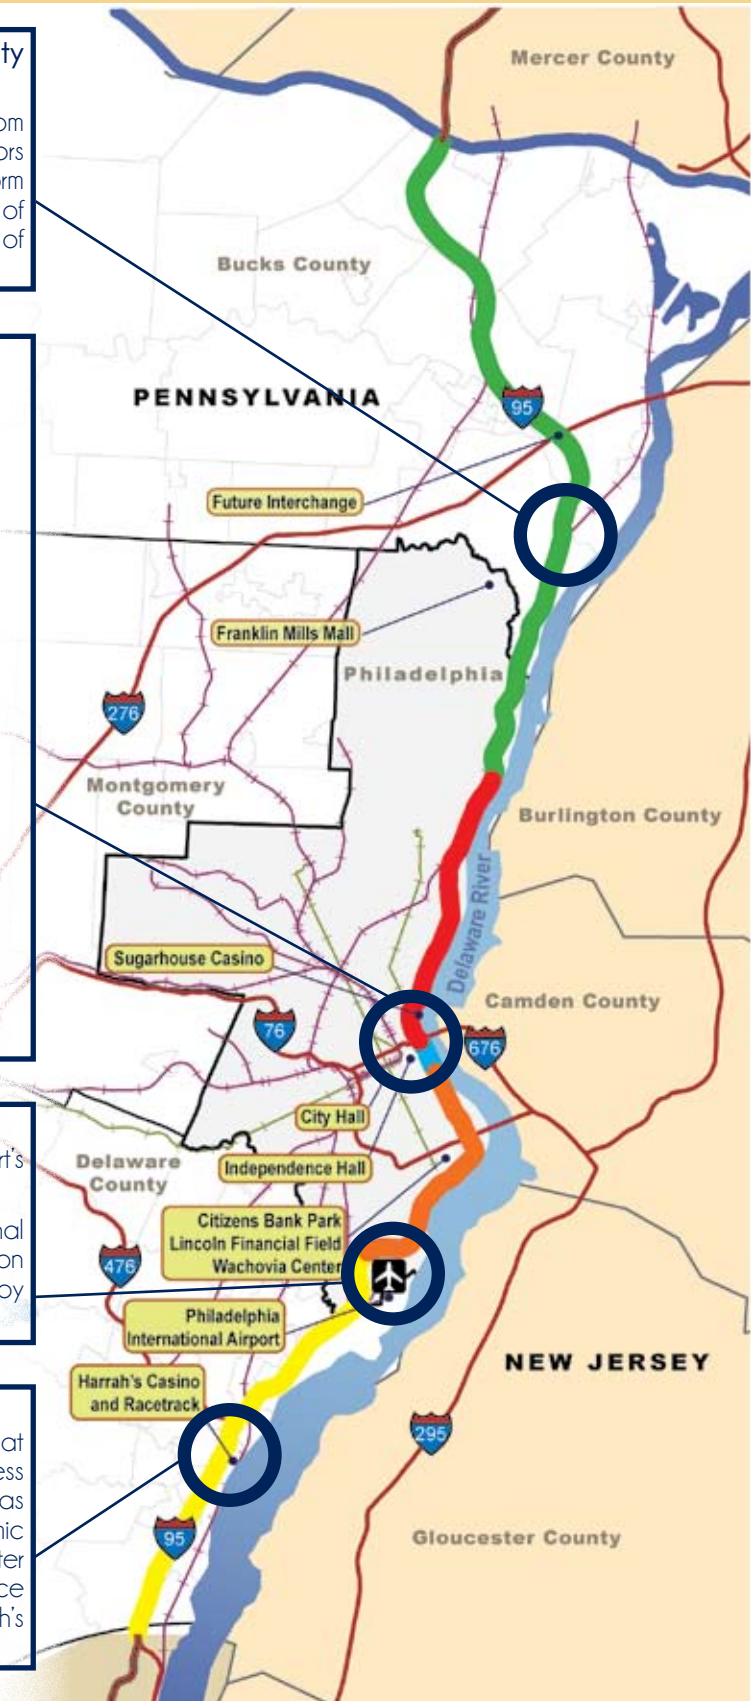 ty
om
ors
orm
of
of
rt's
nal
on
oy
at
ess
as
nic
ter
ce
h's
Mercer County
Bucks County
PENNSYLVANIA
95
Future Interchange
Franklin Mills Mall
Philadelphia
276
Montgomery
County
Burlington County
Delaware River
Sugarhouse Casino
Camden County
76
676
City Hall
Delaware
County
Independence Hall
Citizens Bank Park
Lincoln Financial Field
Wachovia Center
476
Philadelphia
International Airport
NEW JERSEY
Harrah's Casino
and Racetrack
295
95
Gloucester County